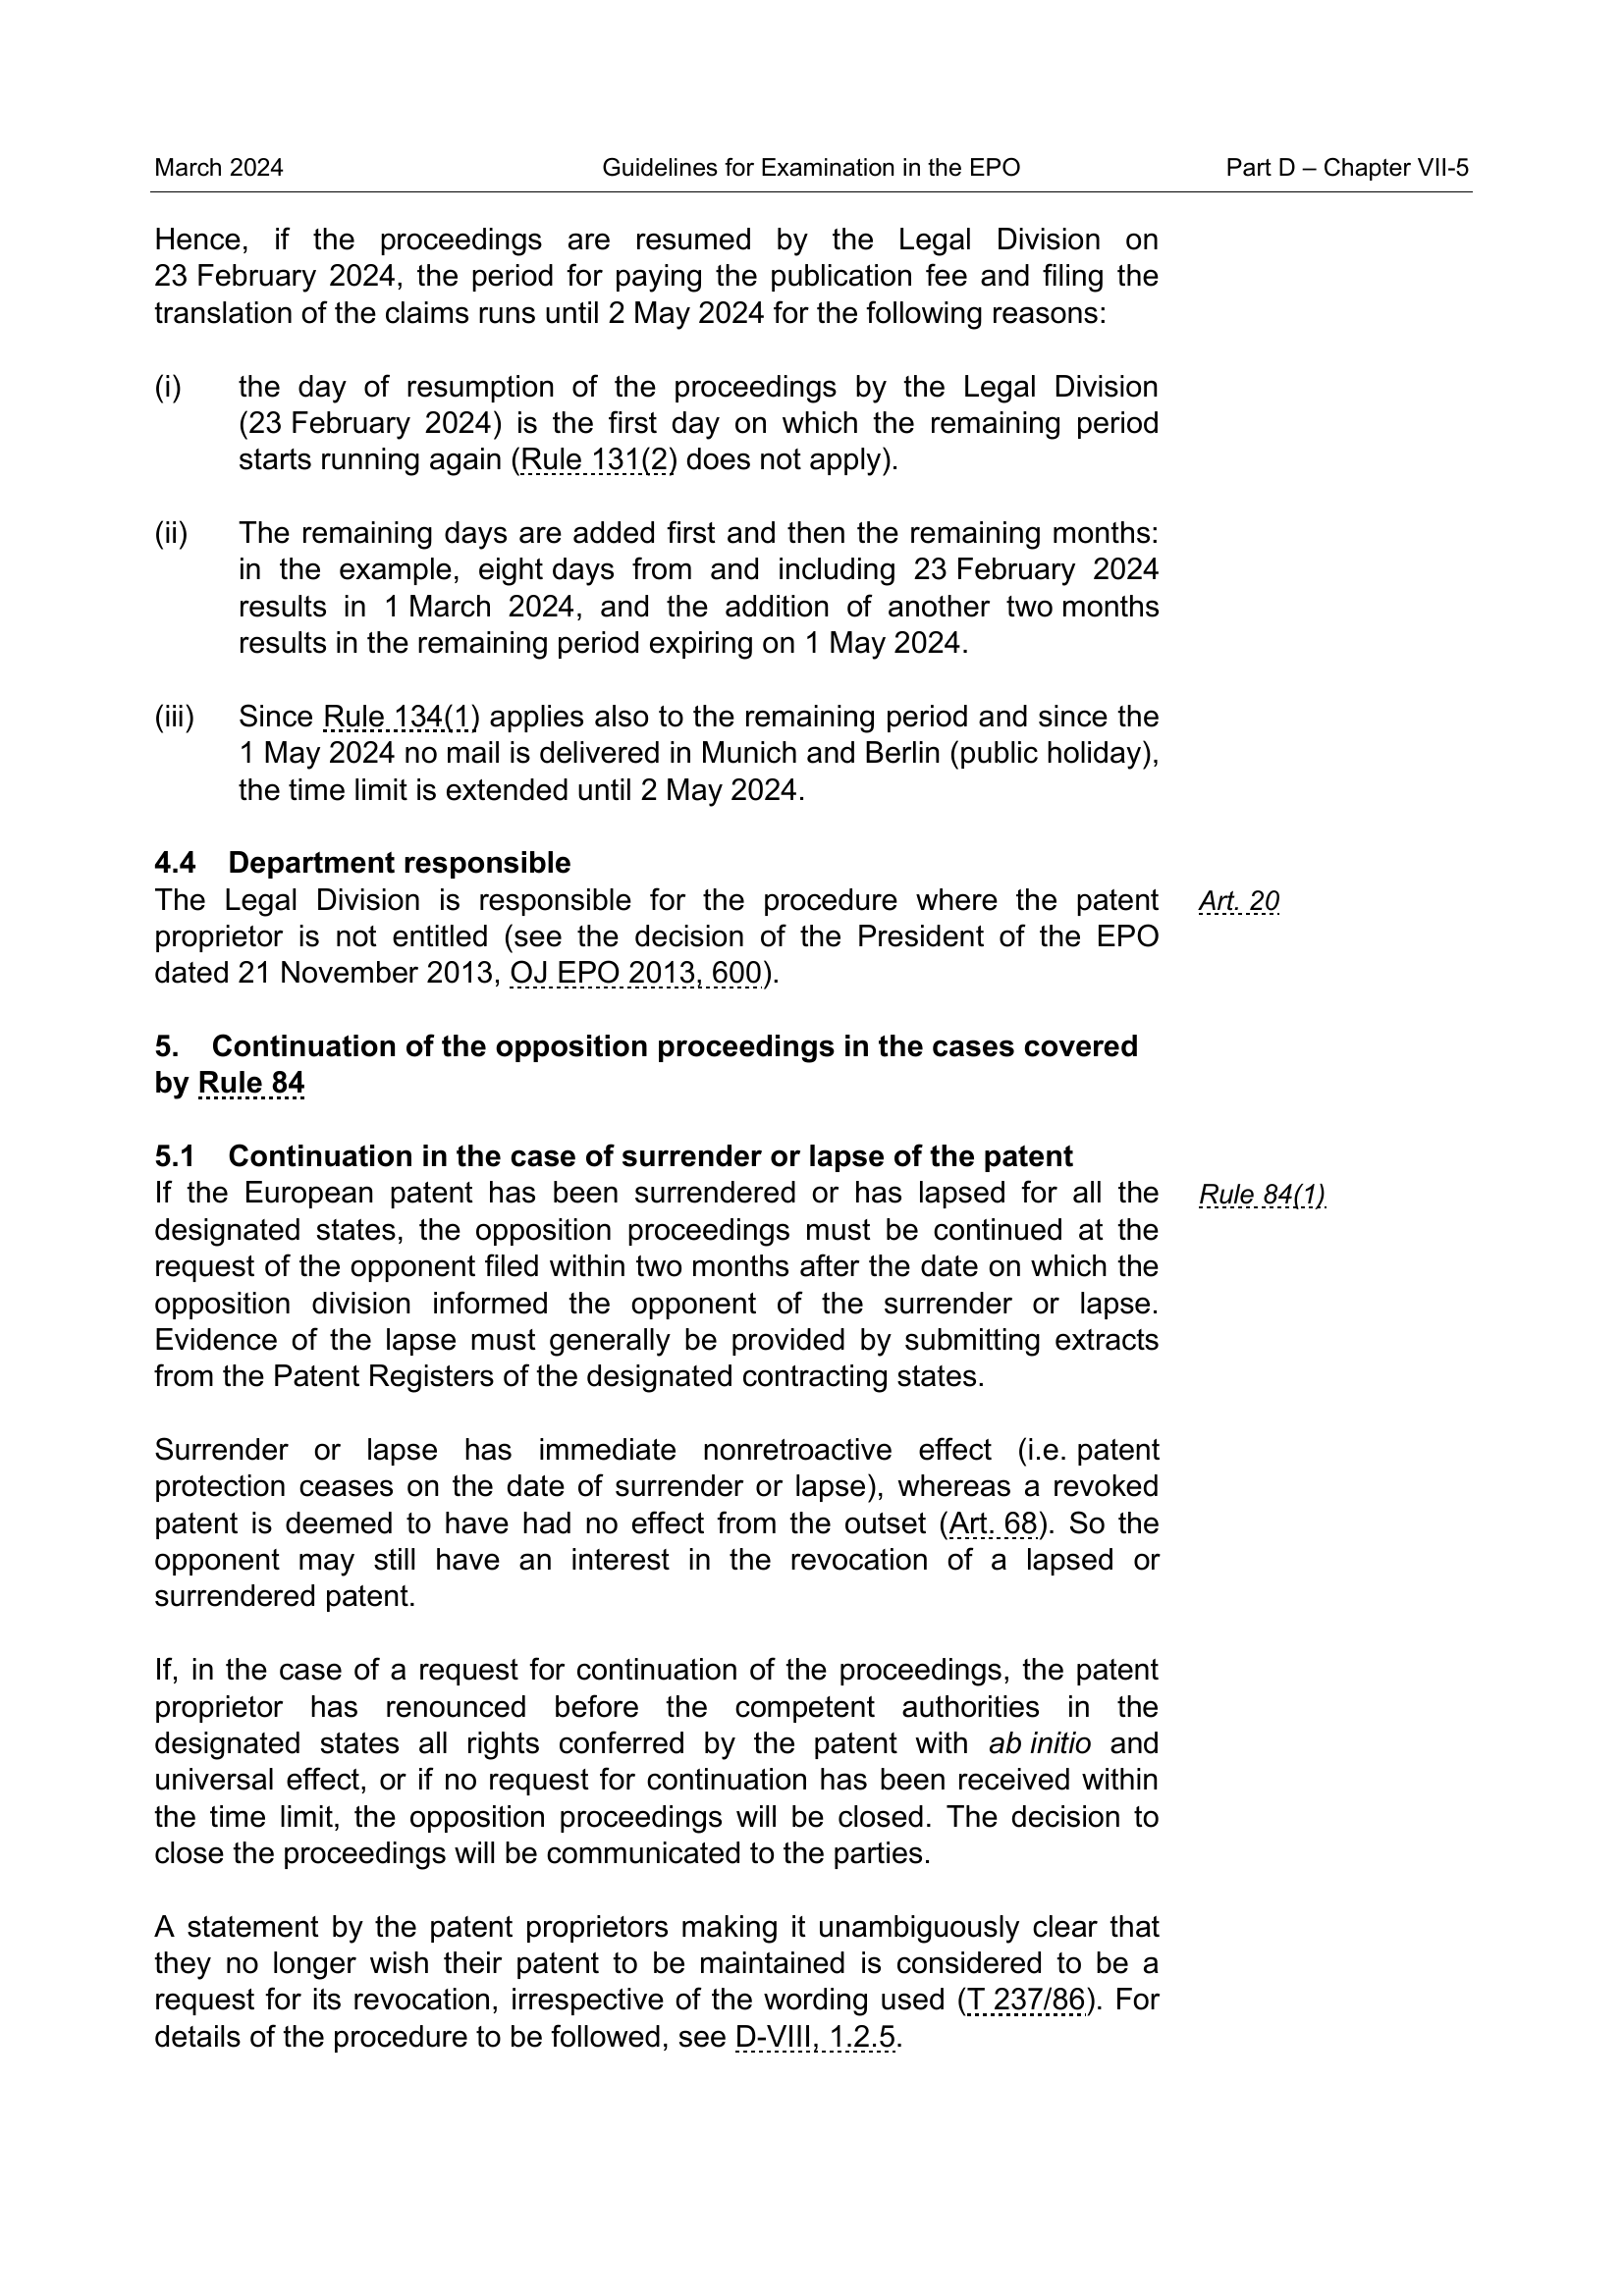 March 2024 Guidelines for Examination in the EPO Part D – Chapter VII-5
Hence, if the proceedings are resumed by the Legal Division on
23 February 2024, the period for paying the publication fee and filing the
translation of the claims runs until 2 May 2024 for the following reasons:
(i) the day of resumption of the proceedings by the Legal Division
(23 February 2024) is the first day on which the remaining period
starts running again (Rule 131(2) does not apply).
(ii) The remaining days are added first and then the remaining months:
in the example, eight days from and including 23 February 2024
results in 1 March 2024, and the addition of another two months
results in the remaining period expiring on 1 May 2024.
(iii) Since Rule 134(1) applies also to the remaining period and since the
1 May 2024 no mail is delivered in Munich and Berlin (public holiday),
the time limit is extended until 2 May 2024.
4.4 Department responsible
The Legal Division is responsible for the procedure where the patent Art. 20
proprietor is not entitled (see the decision of the President of the EPO
dated 21 November 2013, OJ EPO 2013, 600).
5. Continuation of the opposition proceedings in the cases covered
by Rule 84
5.1 Continuation in the case of surrender or lapse of the patent
If the European patent has been surrendered or has lapsed for all the Rule 84(1)
designated states, the opposition proceedings must be continued at the
request of the opponent filed within two months after the date on which the
opposition division informed the opponent of the surrender or lapse.
Evidence of the lapse must generally be provided by submitting extracts
from the Patent Registers of the designated contracting states.
Surrender or lapse has immediate nonretroactive effect (i.e. patent
protection ceases on the date of surrender or lapse), whereas a revoked
patent is deemed to have had no effect from the outset (Art. 68). So the
opponent may still have an interest in the revocation of a lapsed or
surrendered patent.
If, in the case of a request for continuation of the proceedings, the patent
proprietor has renounced before the competent authorities in the
designated states all rights conferred by the patent with ab initio and
universal effect, or if no request for continuation has been received within
the time limit, the opposition proceedings will be closed. The decision to
close the proceedings will be communicated to the parties.
A statement by the patent proprietors making it unambiguously clear that
they no longer wish their patent to be maintained is considered to be a
request for its revocation, irrespective of the wording used (T 237/86). For
details of the procedure to be followed, see D-VIII, 1.2.5.